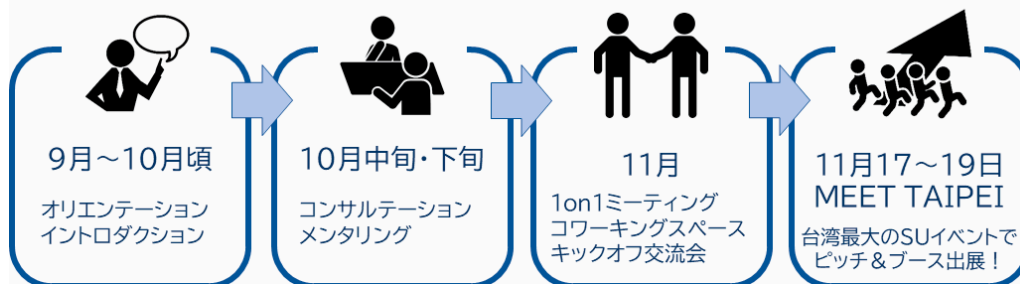 9月～10月頃
オリエンテーション
イントロダクション
10月中旬・下旬
コンサルテーション
メンタリング
11月
1on1ミーティング
コワーキングスペース
キックオフ交流会
11月17～19日
MEET TAIPEI
台湾最大のSUイベントで
ピッチ＆ブース出展！